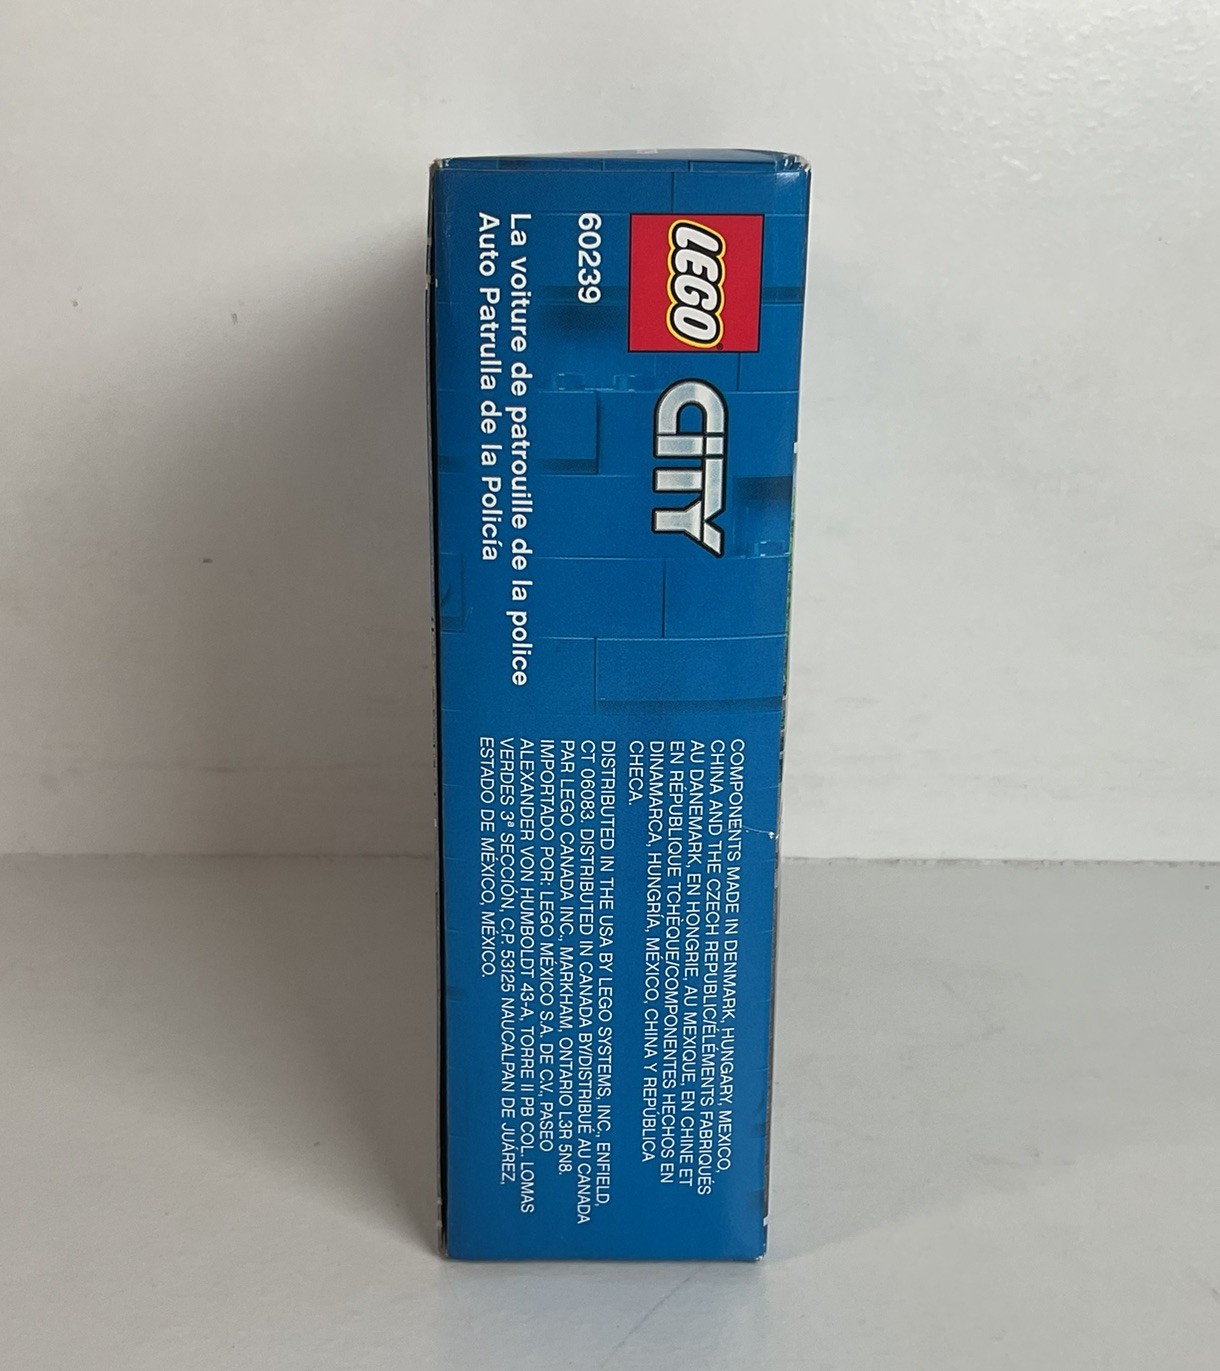 LEGO
CITY
60239
La voiture de patrouille de la police
Auto Patrulla de la Policía
COMPONENTS MADE IN DENMARK, HUNGARY, MEXICO,
CHINA AND THE CZECH REPUBLIC/ÉLÉMENTS FABRIQUÉS
AU DANEMARK, EN HONGRIE, AU MEXIQUE, EN CHINE ET
EN RÉPUBLIQUE TCHÈQUE/COMPONENTES HECHOS EN
DINAMARCA, HUNGRÍA, MÉXICO, CHINA Y REPÚBLICA
CHECA.
DISTRIBUTED IN THE USA BY LEGO SYSTEMS, INC., ENFIELD,
CT 06083. DISTRIBUTED IN CANADA BY/DISTRIBUÉ AU CANADA
PAR LEGO CANADA INC., MARKHAM, ONTARIO L3R 5N8.
IMPORTADO POR: LEGO MÉXICO S.A. DE C.V., PASEO
ALEXANDER VON HUMBOLDT 43-A, TORRE II PB COL. LOMAS
VERDES 3ª SECCIÓN, C.P. 53125 NAUCALPAN DE JUÁREZ,
ESTADO DE MÉXICO, MÉXICO.